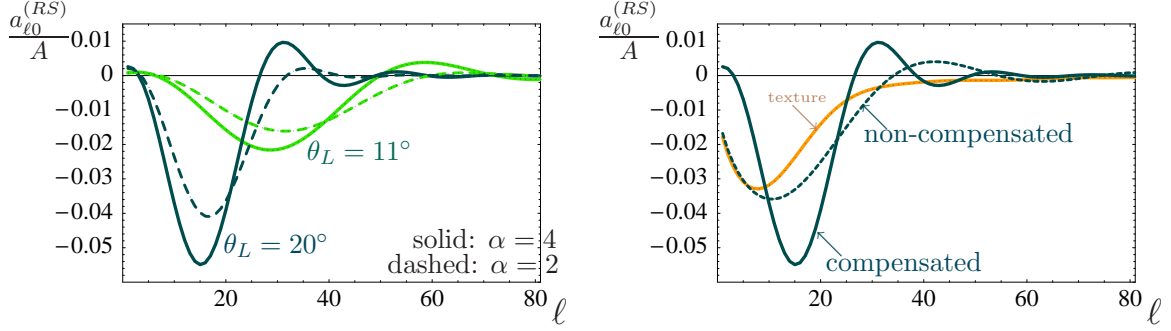 a_{ℓ0}^{(RS)}
A
0.01
0
−0.01
−0.02
−0.03
−0.04
−0.05
θ_L = 11°
θ_L = 20°
solid: α = 4
dashed: α = 2
20
40
60
80
ℓ
a_{ℓ0}^{(RS)}
A
0.01
0
−0.01
−0.02
−0.03
−0.04
−0.05
texture
non-compensated
compensated
20
40
60
80
ℓ